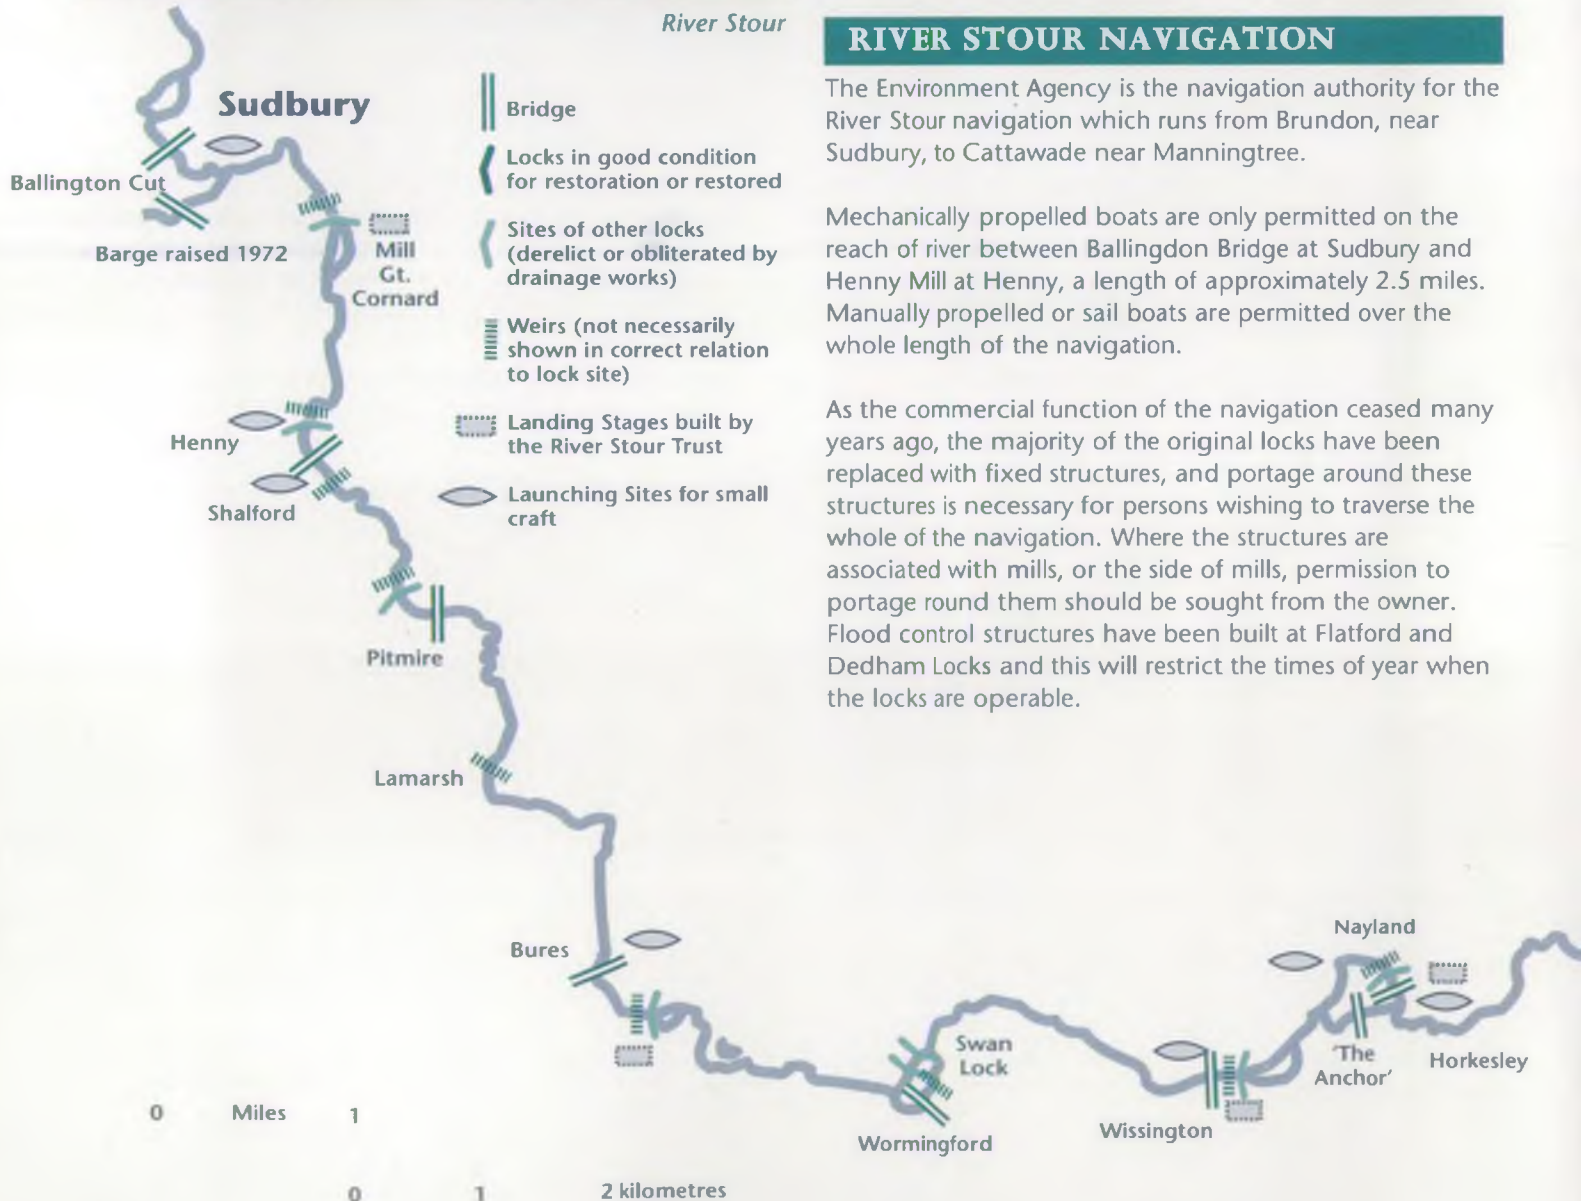 River Stour
RIVER STOUR NAVIGATION
The Environment Agency is the navigation authority for the
River Stour navigation which runs from Brundon, near
Sudbury, to Cattawade near Manningtree.
Mechanically propelled boats are only permitted on the
reach of river between Ballingdon Bridge at Sudbury and
Henny Mill at Henny, a length of approximately 2.5 miles.
Manually propelled or sail boats are permitted over the
whole length of the navigation.
As the commercial function of the navigation ceased many
years ago, the majority of the original locks have been
replaced with fixed structures, and portage around these
structures is necessary for persons wishing to traverse the
whole of the navigation. Where the structures are
associated with mills, or the side of mills, permission to
portage round them should be sought from the owner.
Flood control structures have been built at Flatford and
Dedham Locks and this will restrict the times of year when
the locks are operable.
Bridge
Locks in good condition
for restoration or restored
Sites of other locks
(derelict or obliterated by
drainage works)
Weirs (not necessarily
shown in correct relation
to lock site)
Landing Stages built by
the River Stour Trust
Launching Sites for small
craft
Sudbury
Ballington Cut
Barge raised 1972
Mill
Gt.
Cornard
Henny
Shalford
Pitmire
Lamarsh
Bures
Swan
Lock
Wormingford
Wissington
Nayland
'The
Anchor'
Horkesley
0 Miles 1
0 1 2 kilometres